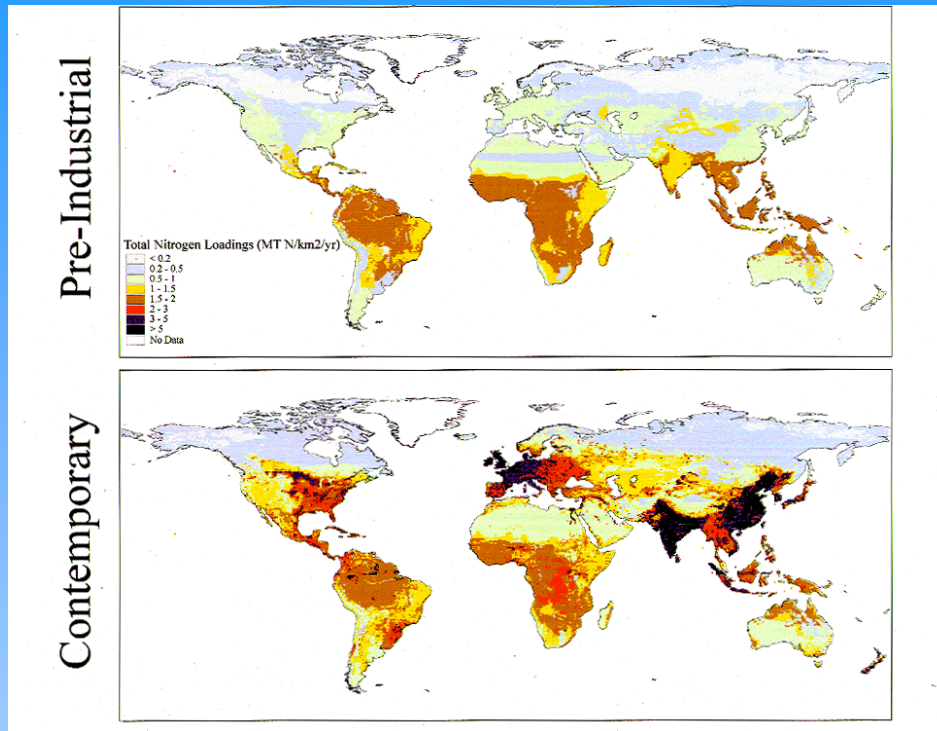 Pre-Industrial
Total Nitrogen Loadings (MT N/km2/yr)
< 0.2
0.2 - 0.5
0.5 - 1
1 - 1.5
1.5 - 2
2 - 3
3 - 5
> 5
No Data
Contemporary